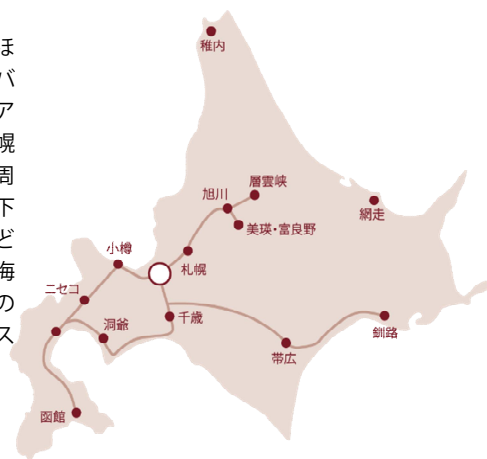 ほ
バ
ア
幌
周
下
ど
海
の
ス
稚内
層雲峡
旭川
網走
美瑛・富良野
小樽
札幌
ニセコ
洞爺
千歳
釧路
帯広
函館